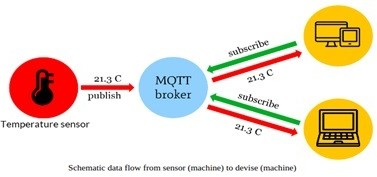 subscribe
21.3 C
21.3 C
publish
MQTT
broker
subscribe
21.3 C
Temperature sensor
Schematic data flow from sensor (machine) to devise (machine)